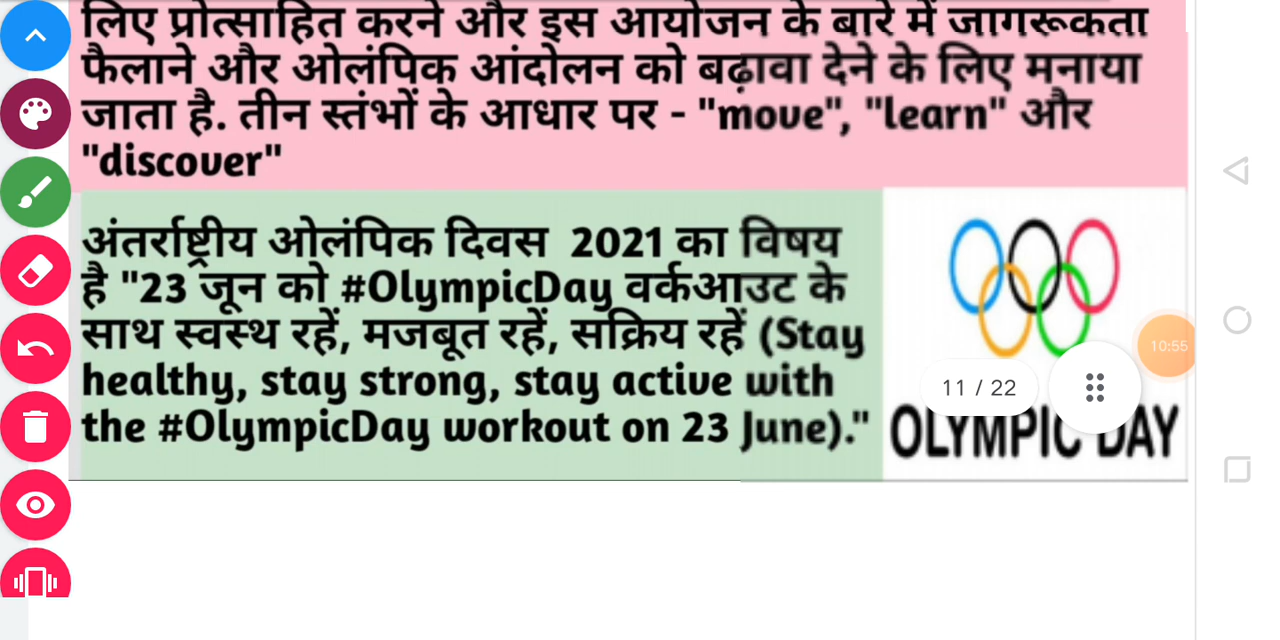 लिए प्रोत्साहित करने और इस आयोजन के बारे में जागरूकता
फैलाने और ओलंपिक आंदोलन को बढ़ावा देने के लिए मनाया
जाता है. तीन स्तंभों के आधार पर - "move", "learn" और
"discover"
अंतर्राष्ट्रीय ओलंपिक दिवस 2021 का विषय
है "23 जून को #OlympicDay वर्कआउट के
साथ स्वस्थ रहें, मजबूत रहें, सक्रिय रहें (Stay
healthy, stay strong, stay active with
the #OlympicDay workout on 23 June)."
OLYMPIC DAY
11 / 22
10:55